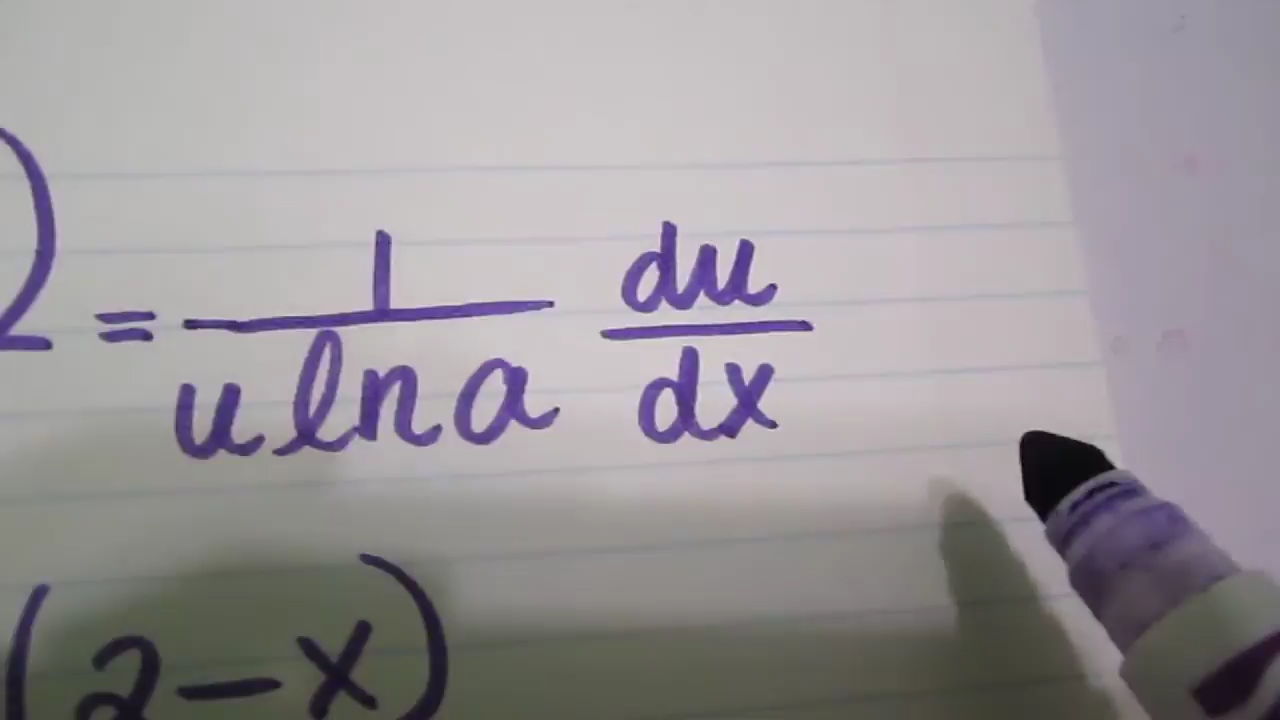 ) = 1/(u ln a) du/dx
(2-x)